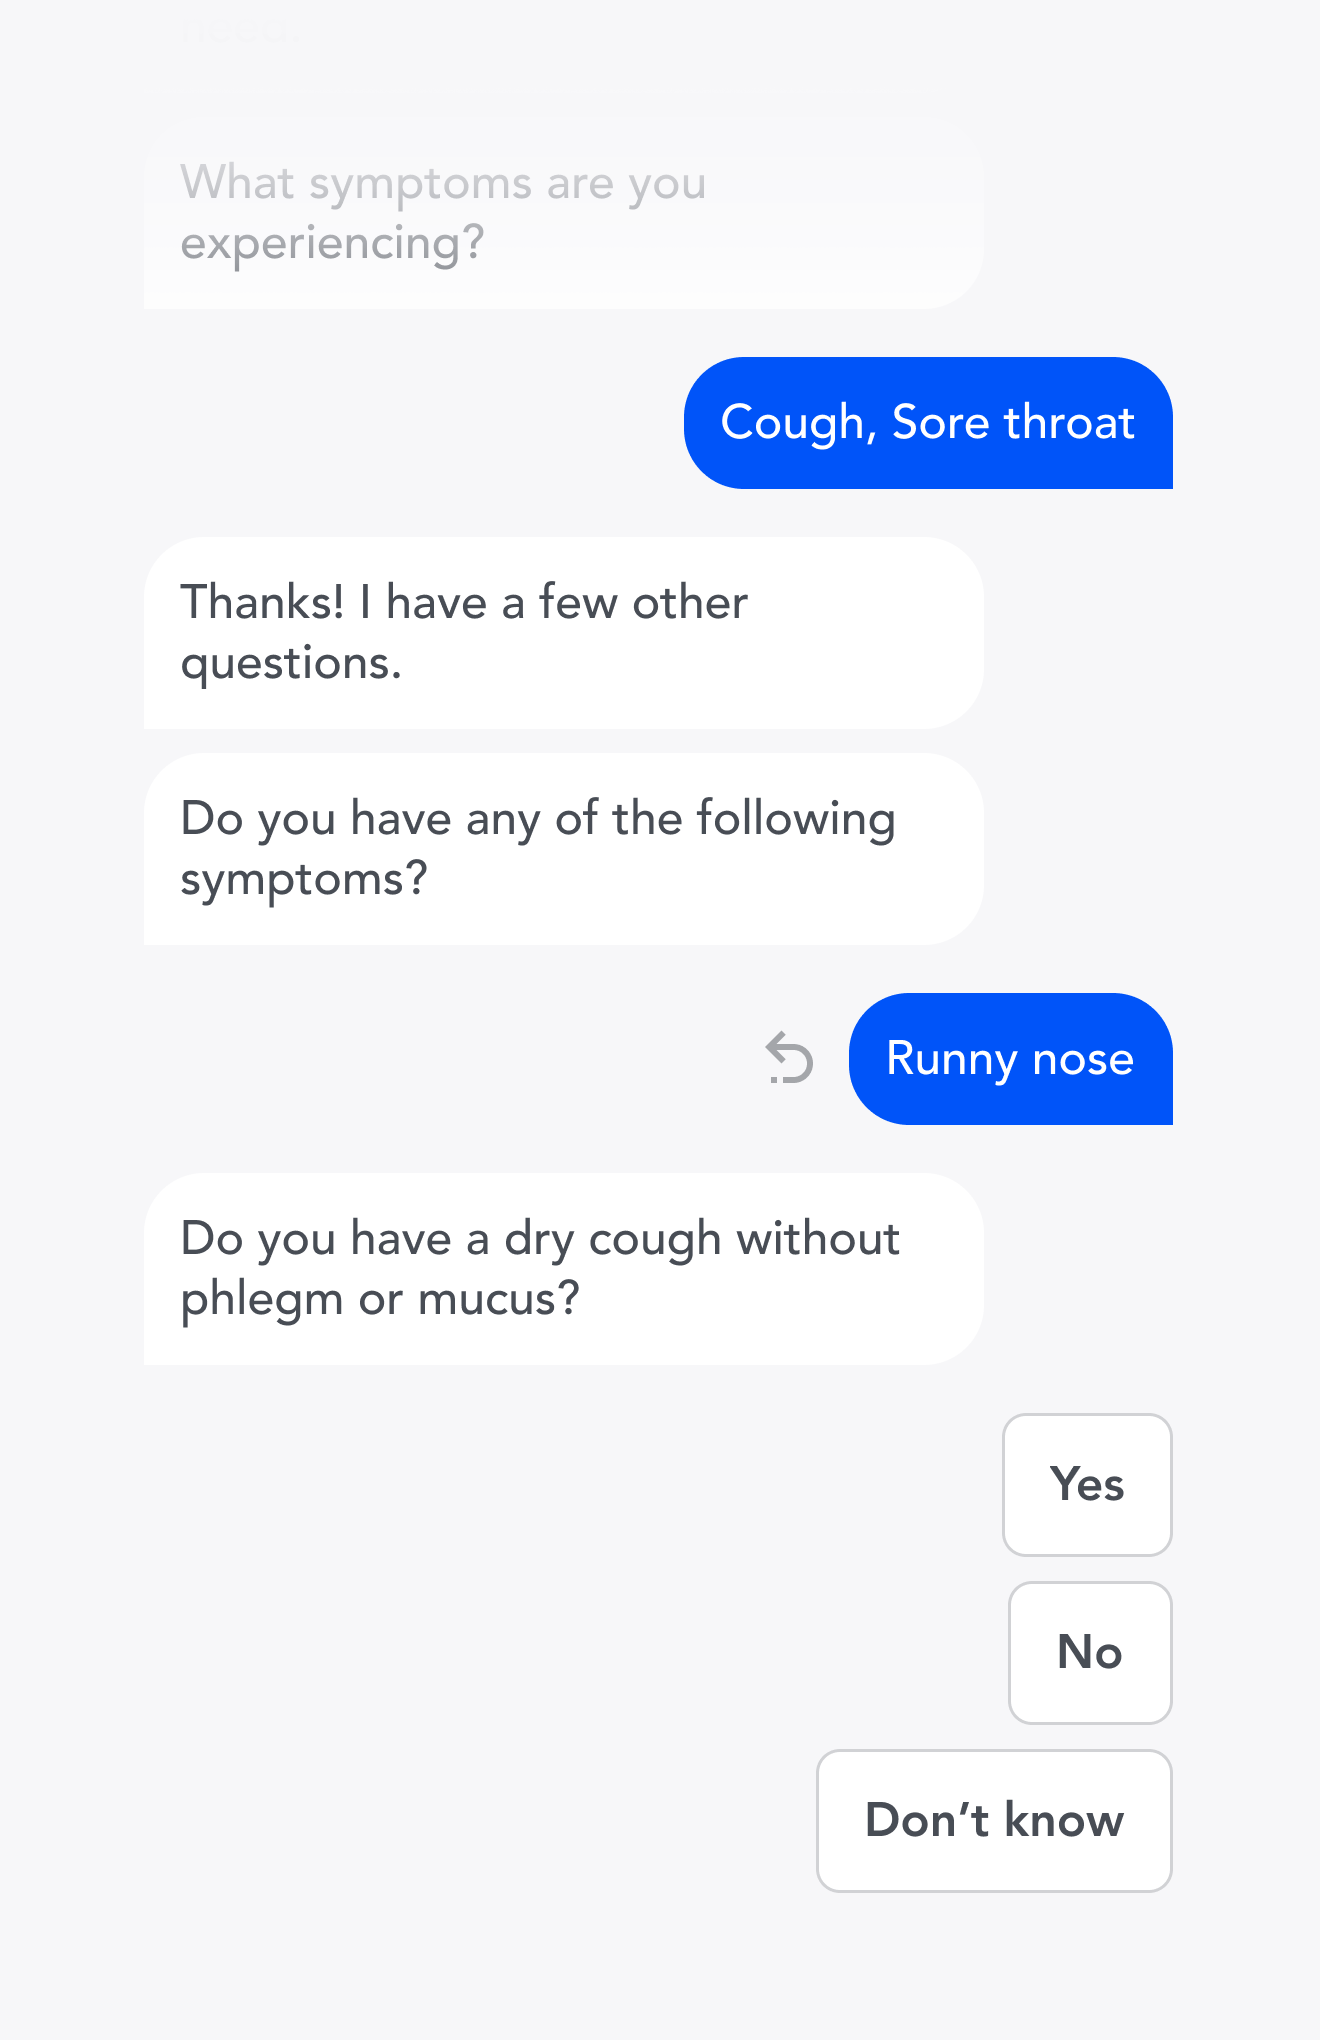 What symptoms are you
experiencing?
Cough, Sore throat
Thanks! I have a few other
questions.
Do you have any of the following
symptoms?
Runny nose
Do you have a dry cough without
phlegm or mucus?
Yes
No
Don’t know